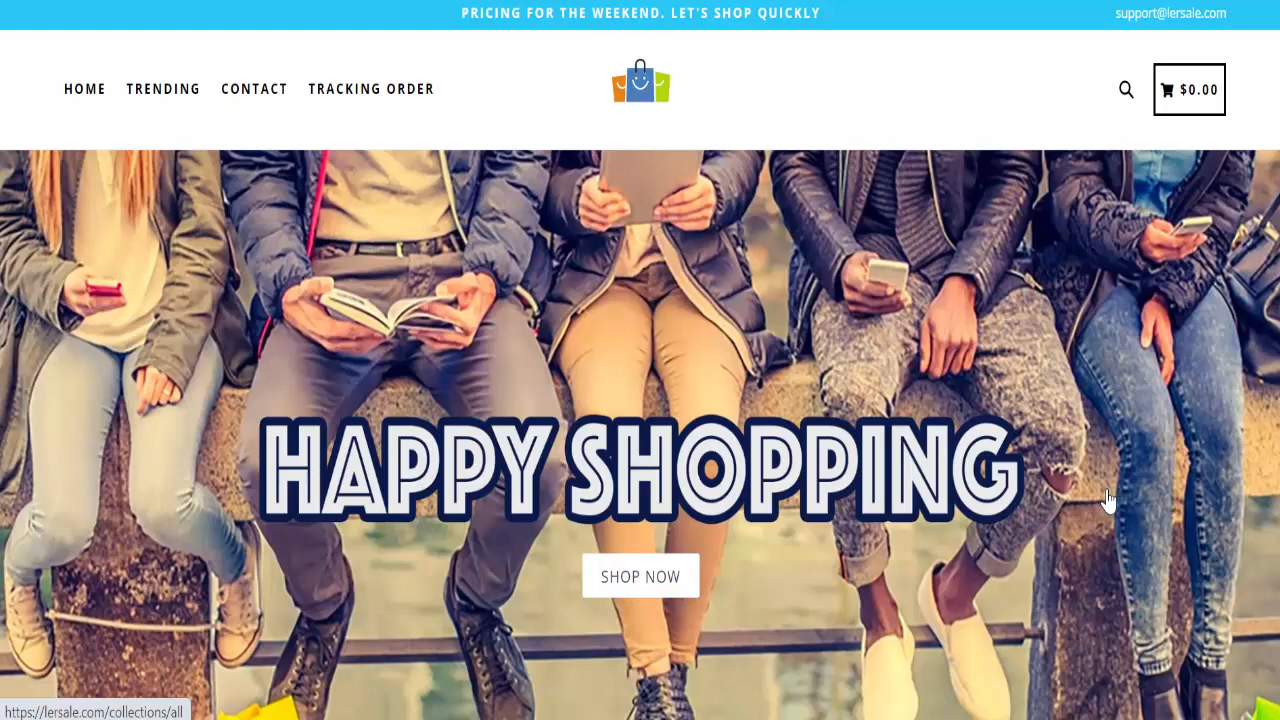 PRICING FOR THE WEEKEND. LET'S SHOP QUICKLY
support@lersale.com
HOME TRENDING CONTACT TRACKING ORDER
$0.00
HAPPY SHOPPING
SHOP NOW
https://lersale.com/collections/all